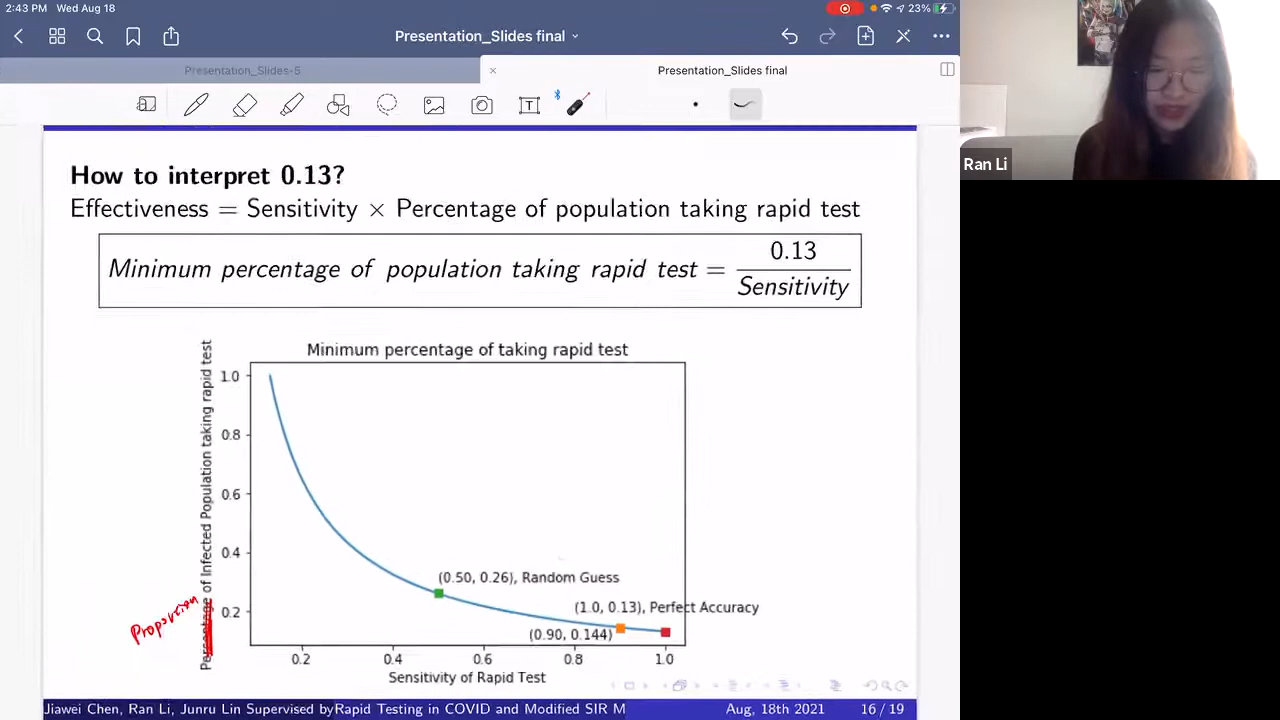 2:43 PM Wed Aug 18
23%
Presentation_Slides final
Presentation_Slides-5
Presentation_Slides final
T
Ran Li
How to interpret 0.13?
Effectiveness = Sensitivity × Percentage of population taking rapid test
Minimum percentage of population taking rapid test = 0.13 / Sensitivity
Minimum percentage of taking rapid test
Percentage of Infected Population taking rapid test
Proportion
1.0
0.8
0.6
0.4
0.2
(0.50, 0.26), Random Guess
(1.0, 0.13), Perfect Accuracy
(0.90, 0.144)
0.2 0.4 0.6 0.8 1.0
Sensitivity of Rapid Test
Jiawei Chen, Ran Li, Junru Lin Supervised by Rapid Testing in COVID and Modified SIR M Aug, 18th 2021 16 / 19